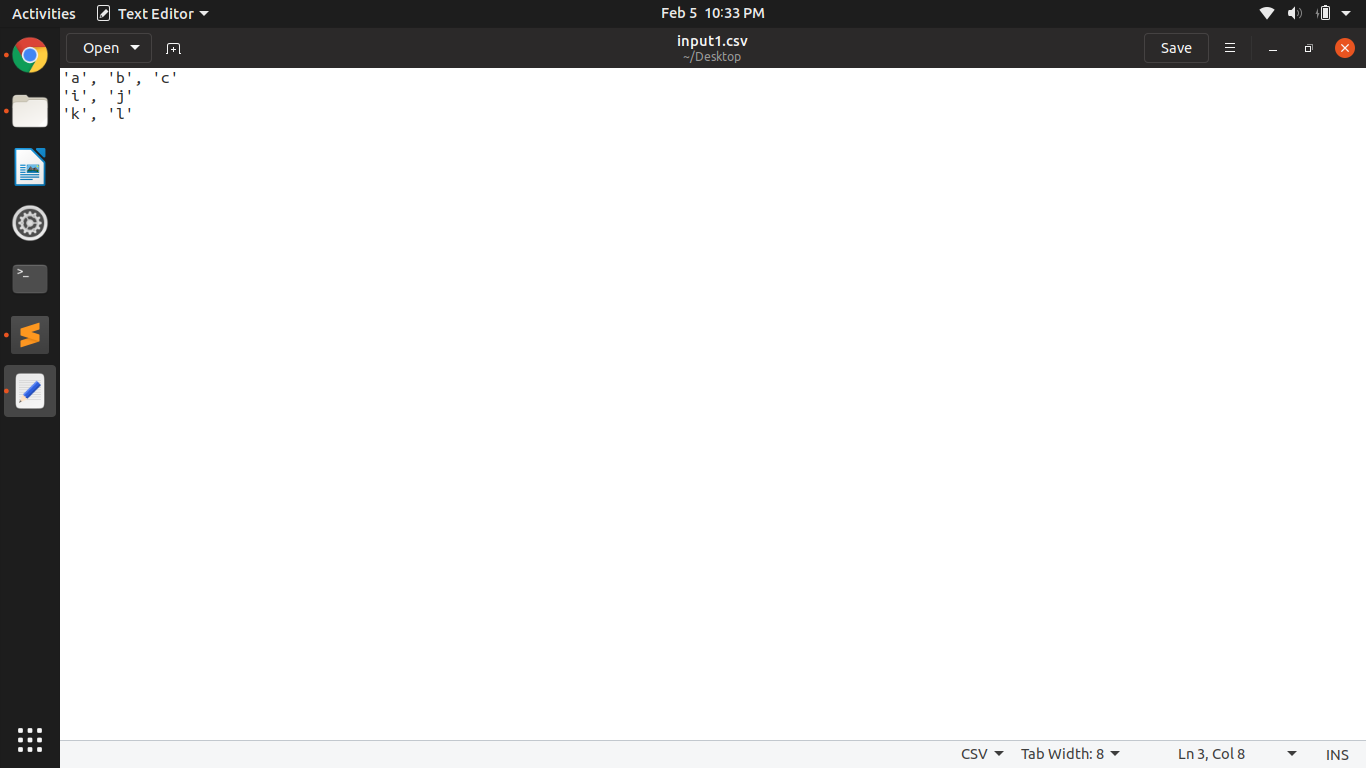 Activities Text Editor Feb 5 10:33 PM
Open input1.csv Save
~/Desktop
'a', 'b', 'c'
'i', 'j'
'k', 'l'
>_
CSV Tab Width: 8 Ln 3, Col 8 INS